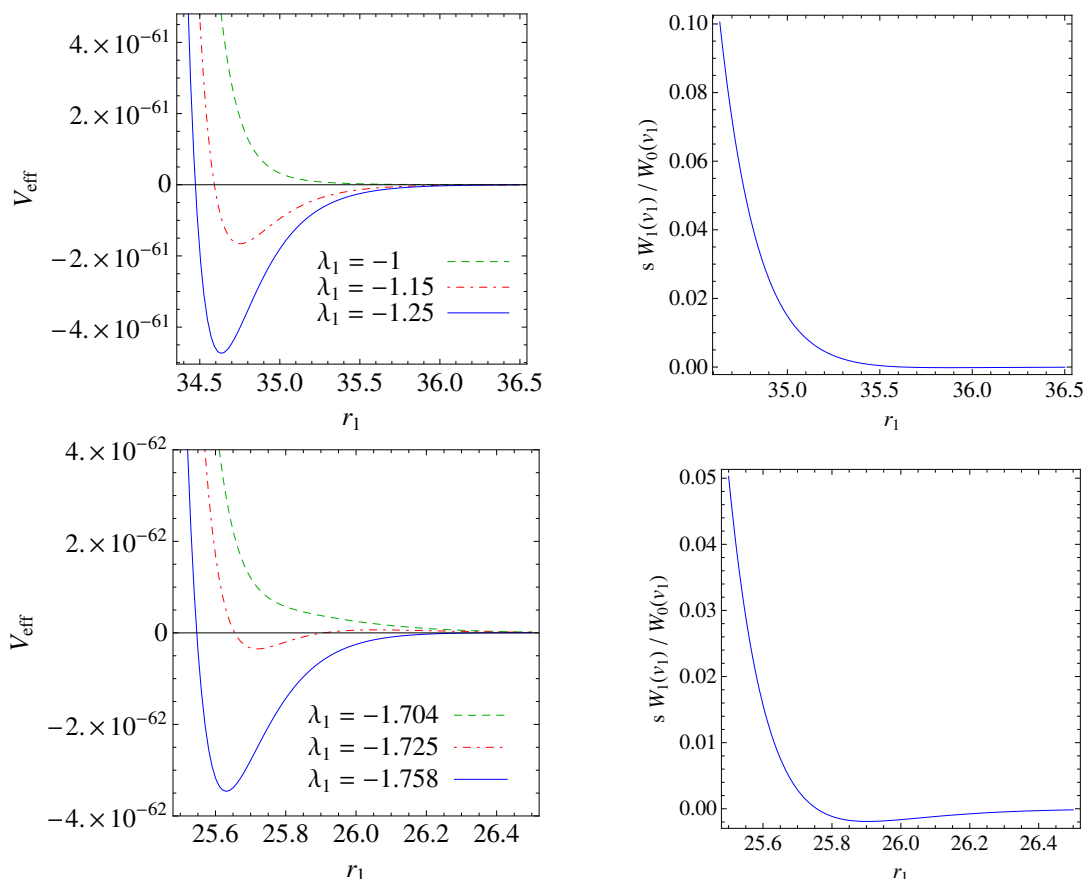 4.×10⁻⁶¹
2.×10⁻⁶¹
0
−2.×10⁻⁶¹
−4.×10⁻⁶¹
V_eff
λ₁ = −1
λ₁ = −1.15
λ₁ = −1.25
34.5 35.0 35.5 36.0 36.5
r₁
0.10
0.08
0.06
0.04
0.02
0.00
s W₁(v₁) / W₀(v₁)
35.0 35.5 36.0 36.5
r₁
4.×10⁻⁶²
2.×10⁻⁶²
0
−2.×10⁻⁶²
−4.×10⁻⁶²
V_eff
λ₁ = −1.704
λ₁ = −1.725
λ₁ = −1.758
25.6 25.8 26.0 26.2 26.4
r₁
0.05
0.04
0.03
0.02
0.01
0.00
s W₁(v₁) / W₀(v₁)
25.6 25.8 26.0 26.2 26.4
r₁